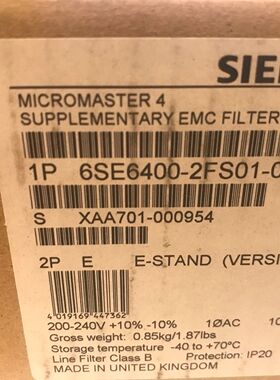 SIE
MICROMASTER 4
SUPPLEMENTARY EMC FILTER
1P 6SE6400-2FS01-0
S XAA701-000954
2P E E-STAND (VERSI
4 019169 447362
200-240V +10% -10% 1ØAC 10
Gross weight: 0.85kg/1.87lbs
Storage temperature -40 to +70°C
Line Filter Class B Protection: IP20
MADE IN UNITED KINGDOM